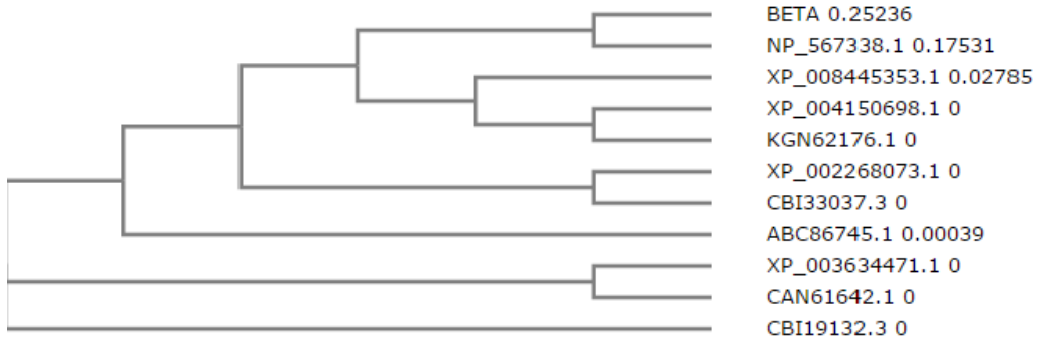 BETA 0.25236
NP_567338.1 0.17531
XP_008445353.1 0.02785
XP_004150698.1 0
KGN62176.1 0
XP_002268073.1 0
CBI33037.3 0
ABC86745.1 0.00039
XP_003634471.1 0
CAN61642.1 0
CBI19132.3 0